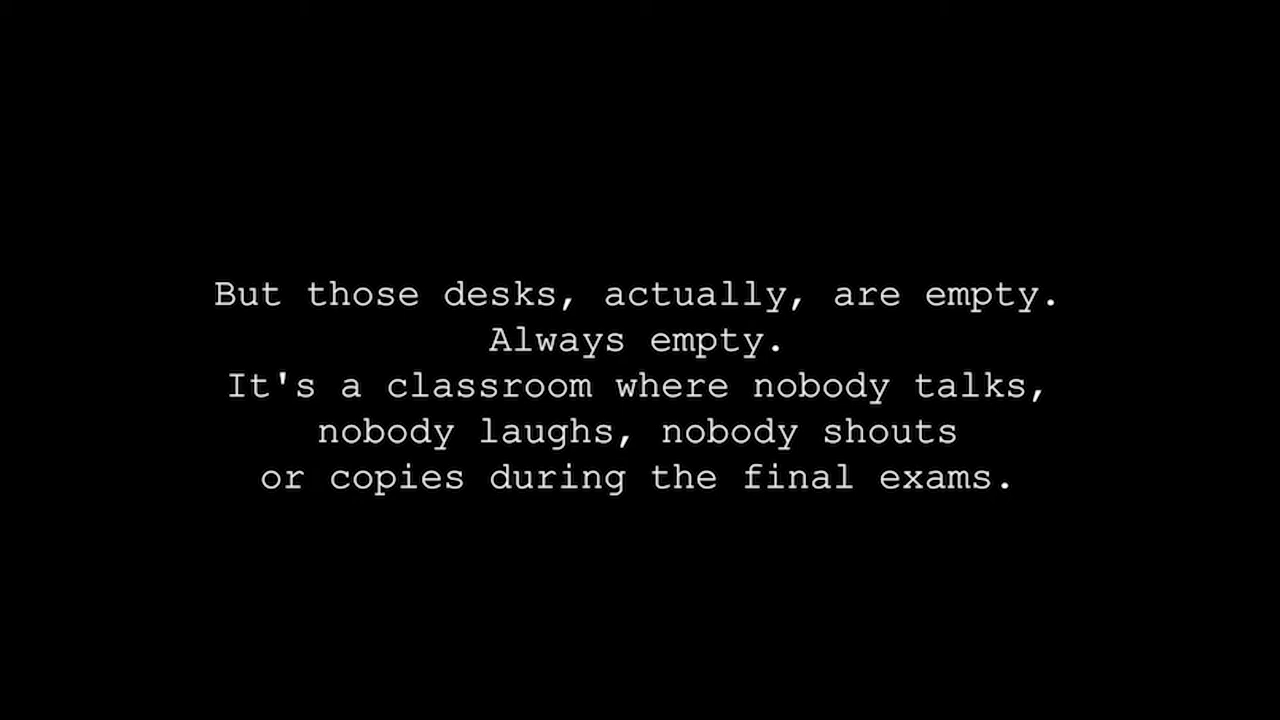 But those desks, actually, are empty.
Always empty.
It's a classroom where nobody talks,
nobody laughs, nobody shouts
or copies during the final exams.